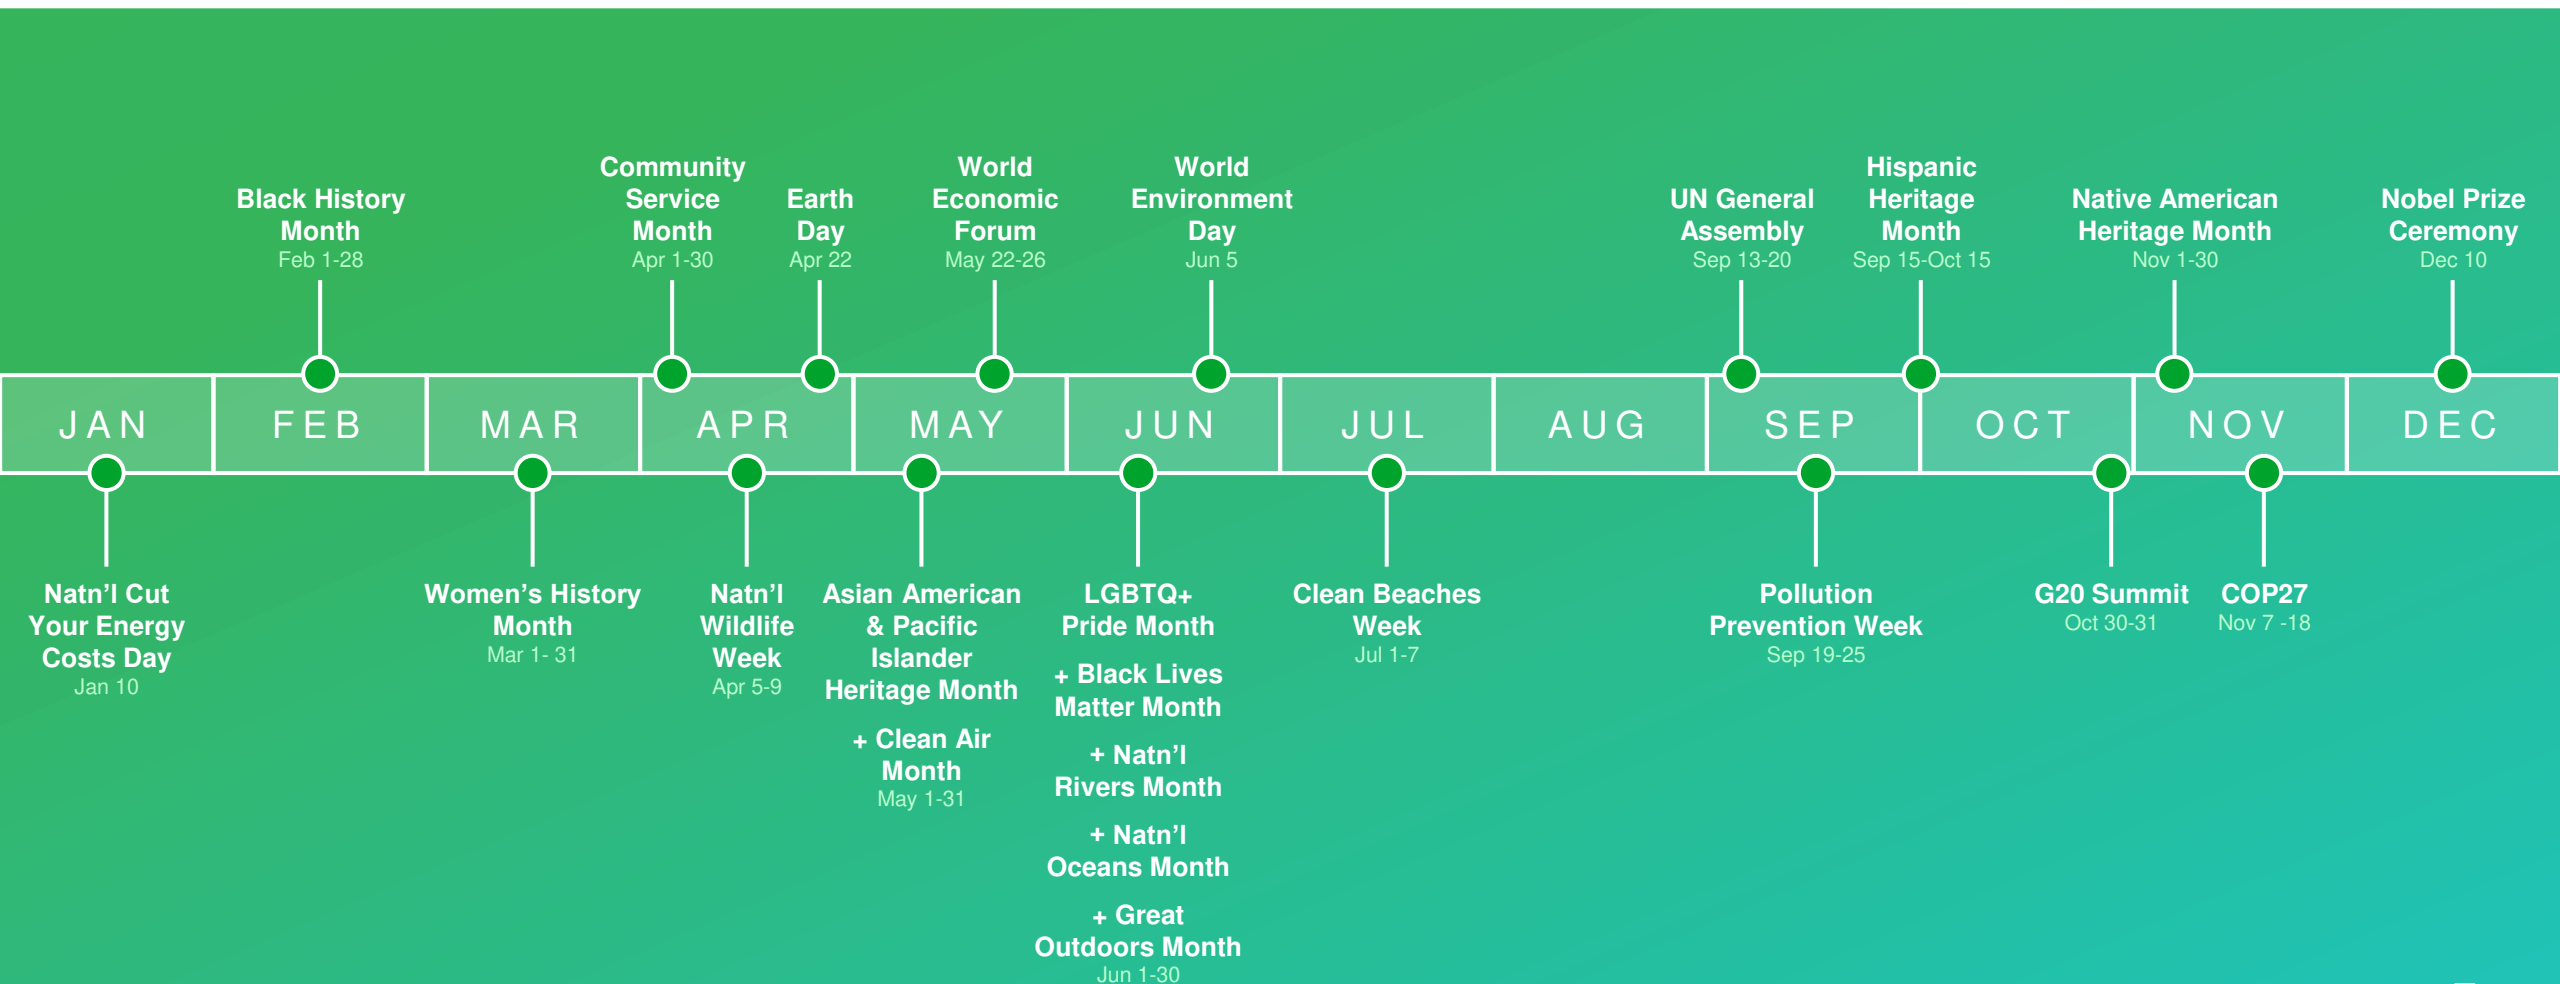 Black History
Month
Feb 1-28
Community
Service
Month
Apr 1-30
Earth
Day
Apr 22
World
Economic
Forum
May 22-26
World
Environment
Day
Jun 5
UN General
Assembly
Sep 13-20
Hispanic
Heritage
Month
Sep 15-Oct 15
Native American
Heritage Month
Nov 1-30
Nobel Prize
Ceremony
Dec 10
JAN
FEB
MAR
APR
MAY
JUN
JUL
AUG
SEP
OCT
NOV
DEC
Natn’l Cut
Your Energy
Costs Day
Jan 10
Women’s History
Month
Mar 1- 31
Natn’l
Wildlife
Week
Apr 5-9
Asian American
& Pacific
Islander
Heritage Month
+ Clean Air
Month
May 1-31
LGBTQ+
Pride Month
+ Black Lives
Matter Month
+ Natn’l
Rivers Month
+ Natn’l
Oceans Month
+ Great
Outdoors Month
Jun 1-30
Clean Beaches
Week
Jul 1-7
Pollution
Prevention Week
Sep 19-25
G20 Summit
Oct 30-31
COP27
Nov 7 -18